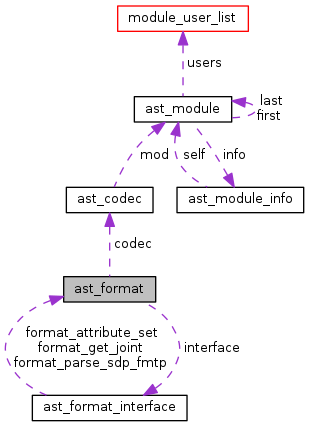 module_user_list
users
ast_module
last
first
mod
self
info
ast_codec
ast_module_info
codec
ast_format
format_attribute_set
format_get_joint
format_parse_sdp_fmtp
interface
ast_format_interface